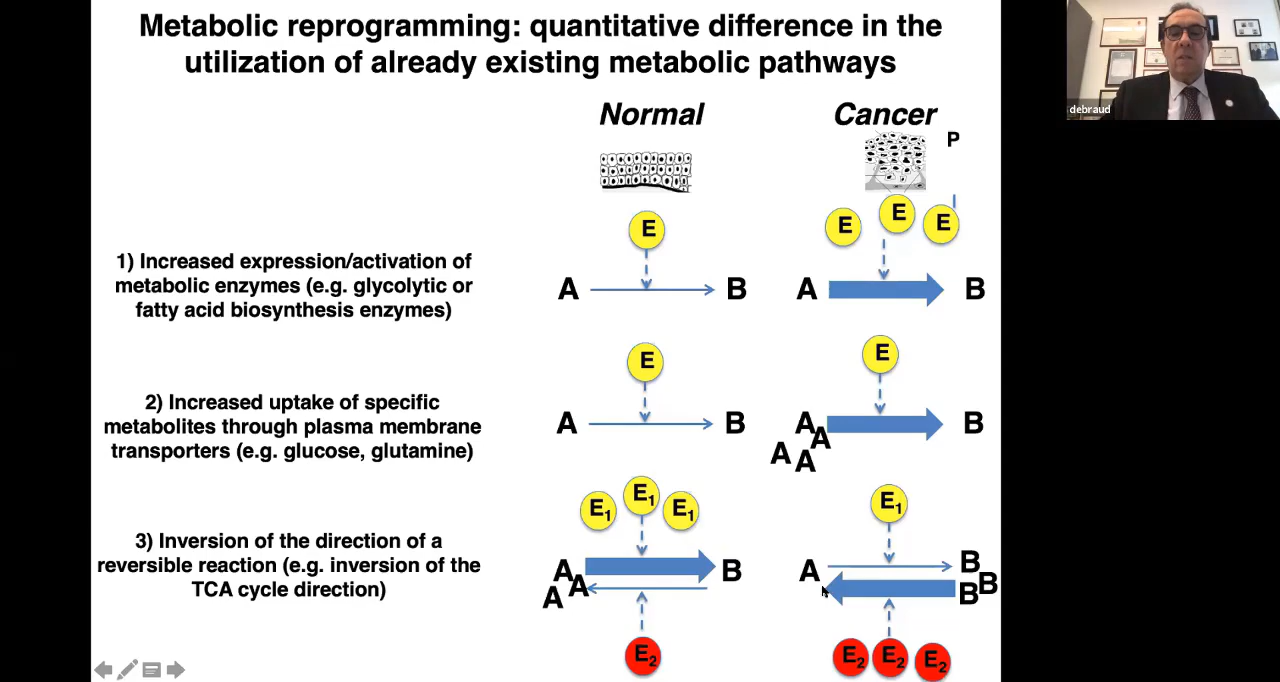 Metabolic reprogramming: quantitative difference in the
utilization of already existing metabolic pathways
debraud
Normal
Cancer
P
E
E
E
E
1) Increased expression/activation of
metabolic enzymes (e.g. glycolytic or
fatty acid biosynthesis enzymes)
A
B
A
B
E
E
2) Increased uptake of specific
metabolites through plasma membrane
transporters (e.g. glucose, glutamine)
A
B
A
A
A
A
B
E₁
E₁
E₁
E₁
3) Inversion of the direction of a
reversible reaction (e.g. inversion of the
TCA cycle direction)
A
A
A
B
A
B
B
B
E₂
E₂
E₂
E₂